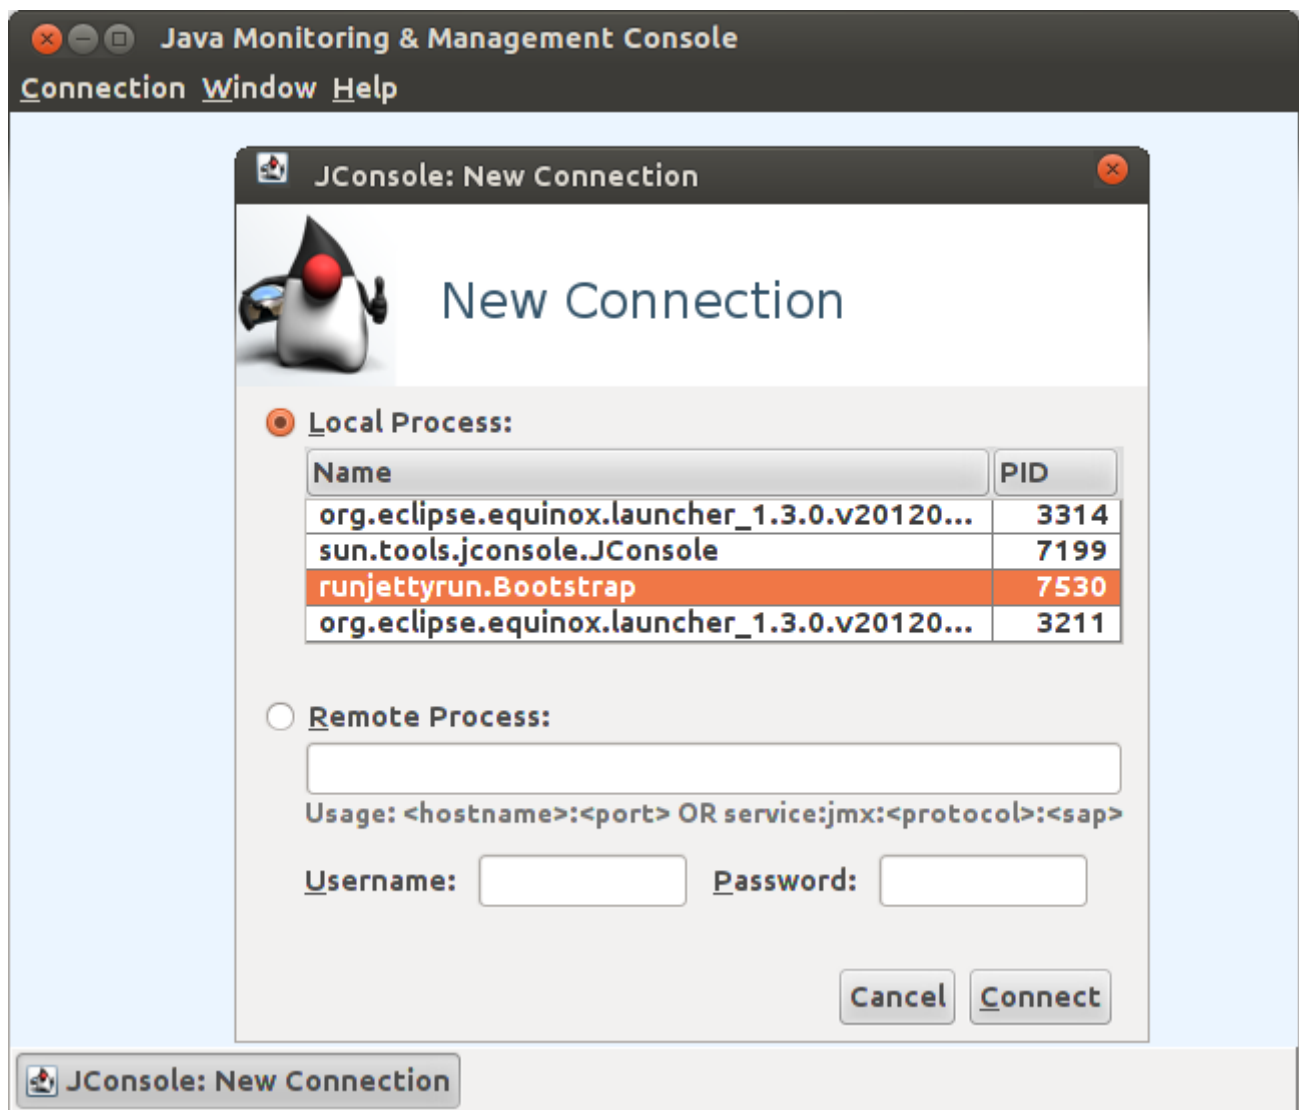 Java Monitoring & Management Console
Connection Window Help
JConsole: New Connection
New Connection
Local Process:
Name PID
org.eclipse.equinox.launcher_1.3.0.v20120... 3314
sun.tools.jconsole.JConsole 7199
runjettyrun.Bootstrap 7530
org.eclipse.equinox.launcher_1.3.0.v20120... 3211
Remote Process:
Usage: <hostname>:<port> OR service:jmx:<protocol>:<sap>
Username: Password:
Cancel Connect
JConsole: New Connection